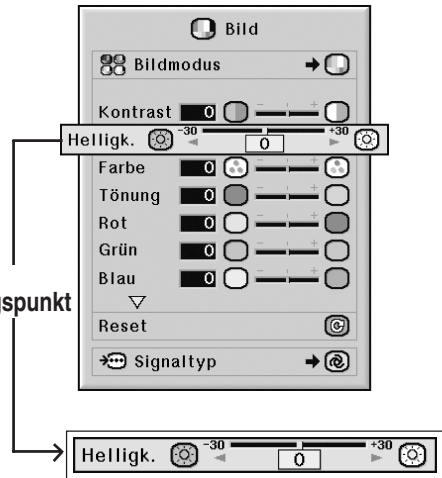 Bild
Bildmodus
Kontrast 0 - +
Helligk. -30 0 +30
Farbe 0 - +
Tönung 0 - +
Rot 0 - +
Grün 0 - +
Blau 0 - +
gspunkt
Reset
Signaltyp
Helligk. -30 0 +30